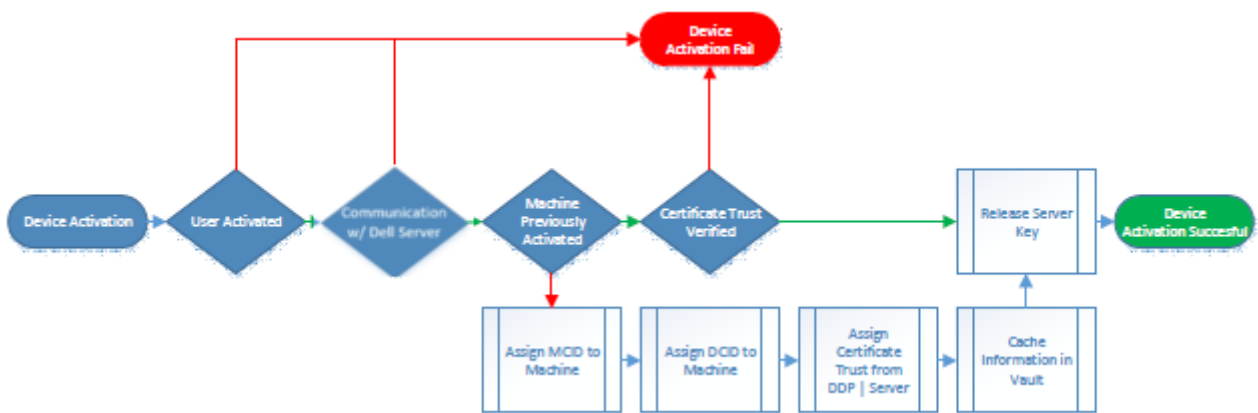 Device
Activation Fail
Device Activation
User Activated
Communication
w/ Dell Server
Machine
Previously
Activated
Certificate Trust
Verified
Release Server
Key
Device
Activation Succesful
Assign MCID to
Machine
Assign DCID to
Machine
Assign
Certificate
Trust from
DDP | Server
Cache
Information in
Vault